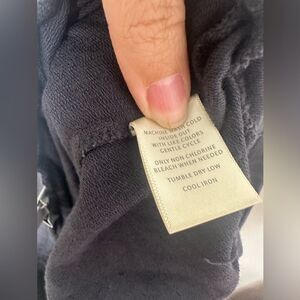 MACHINE WASH COLD
INSIDE OUT
WITH LIKE COLORS
GENTLE CYCLE
ONLY NON CHLORINE
BLEACH WHEN NEEDED
TUMBLE DRY LOW
COOL IRON